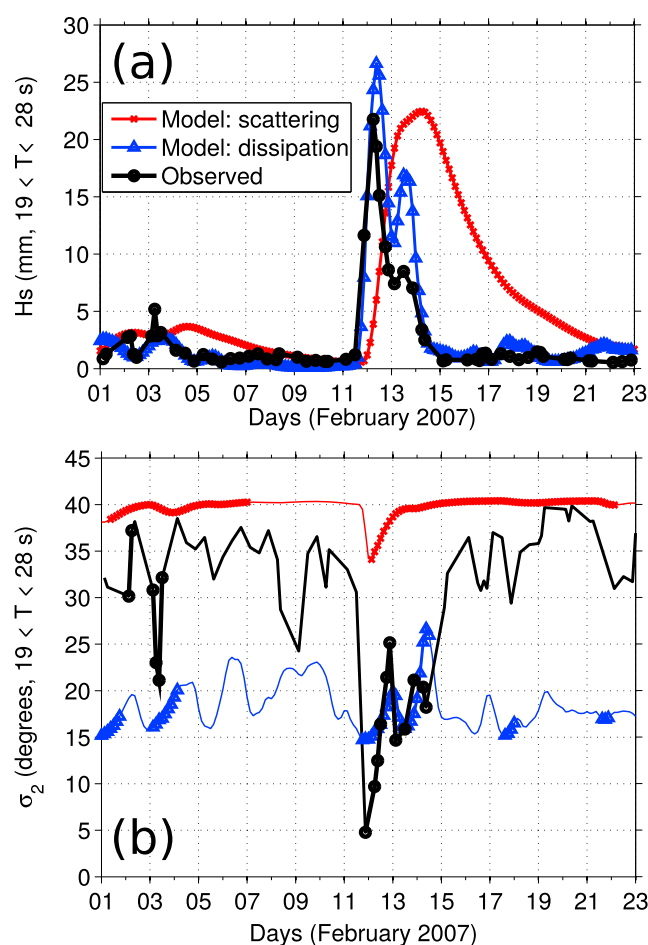 30
25
20
15
10
5
0
Hs (mm, 19 < T< 28 s)
(a)
Model: scattering
Model: dissipation
Observed
01 03 05 07 09 11 13 15 17 19 21 23
Days (February 2007)
45
40
35
30
25
20
15
10
5
0
σ2 (degrees, 19 < T < 28 s)
(b)
01 03 05 07 09 11 13 15 17 19 22 23
Days (February 2007)